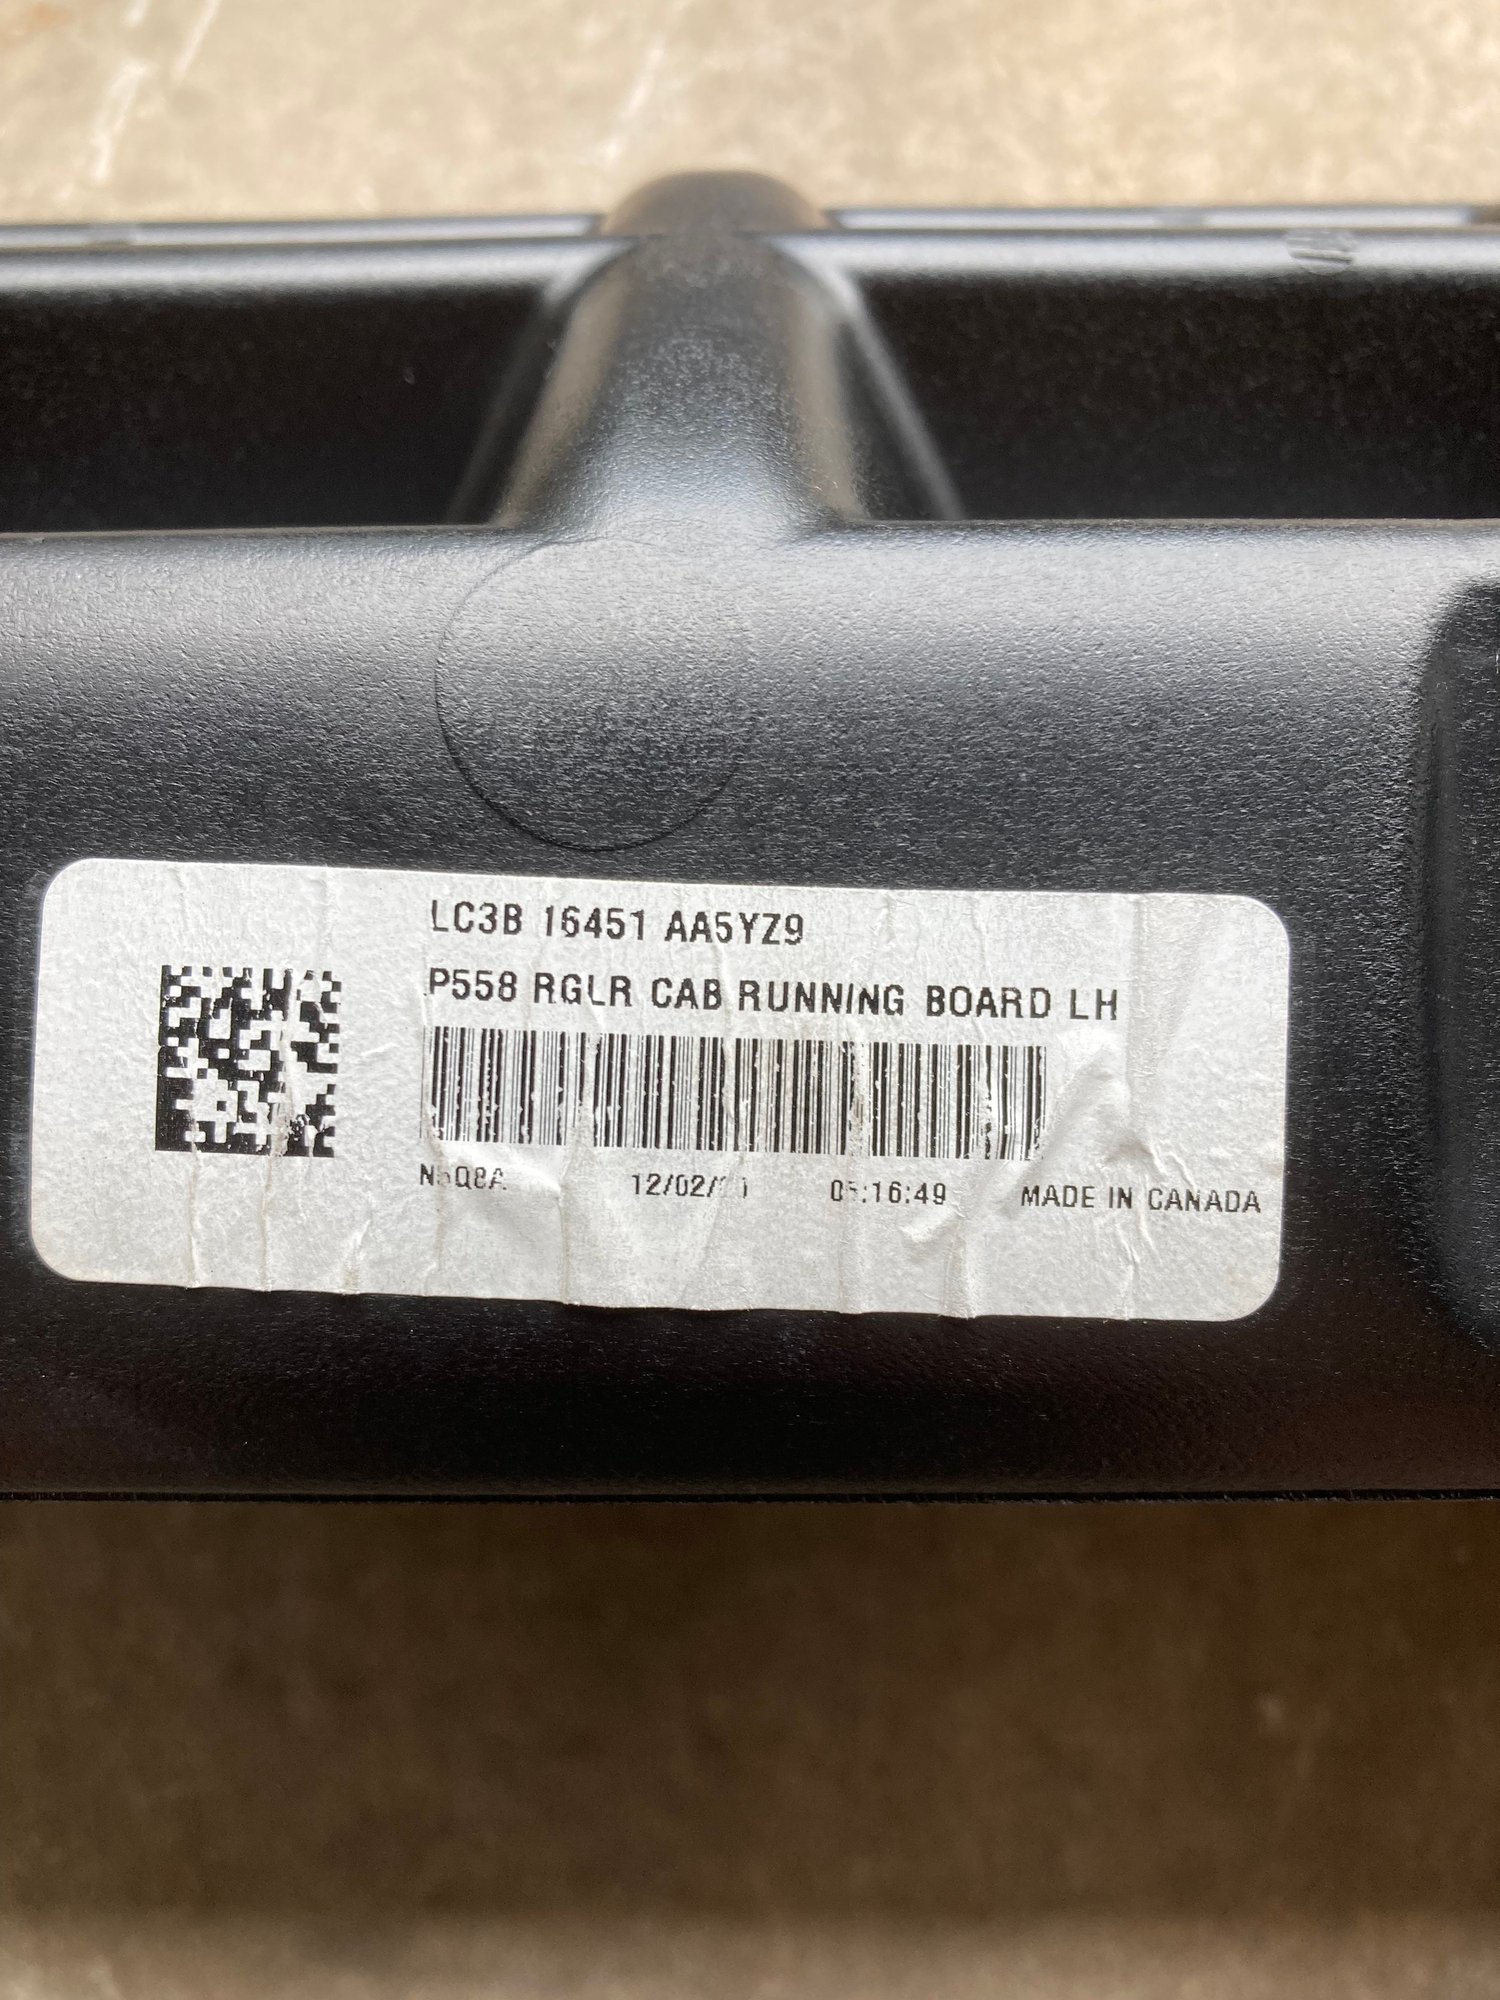 LC3B 16451 AA5YZ9
P558 RGLR CAB RUNNING BOARD LH
MADE IN CANADA